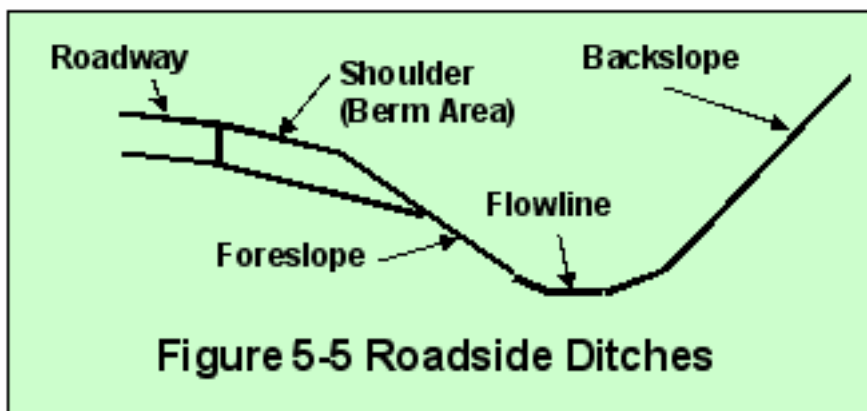 Roadway
Shoulder
(Berm Area)
Backslope
Flowline
Foreslope
Figure 5-5 Roadside Ditches